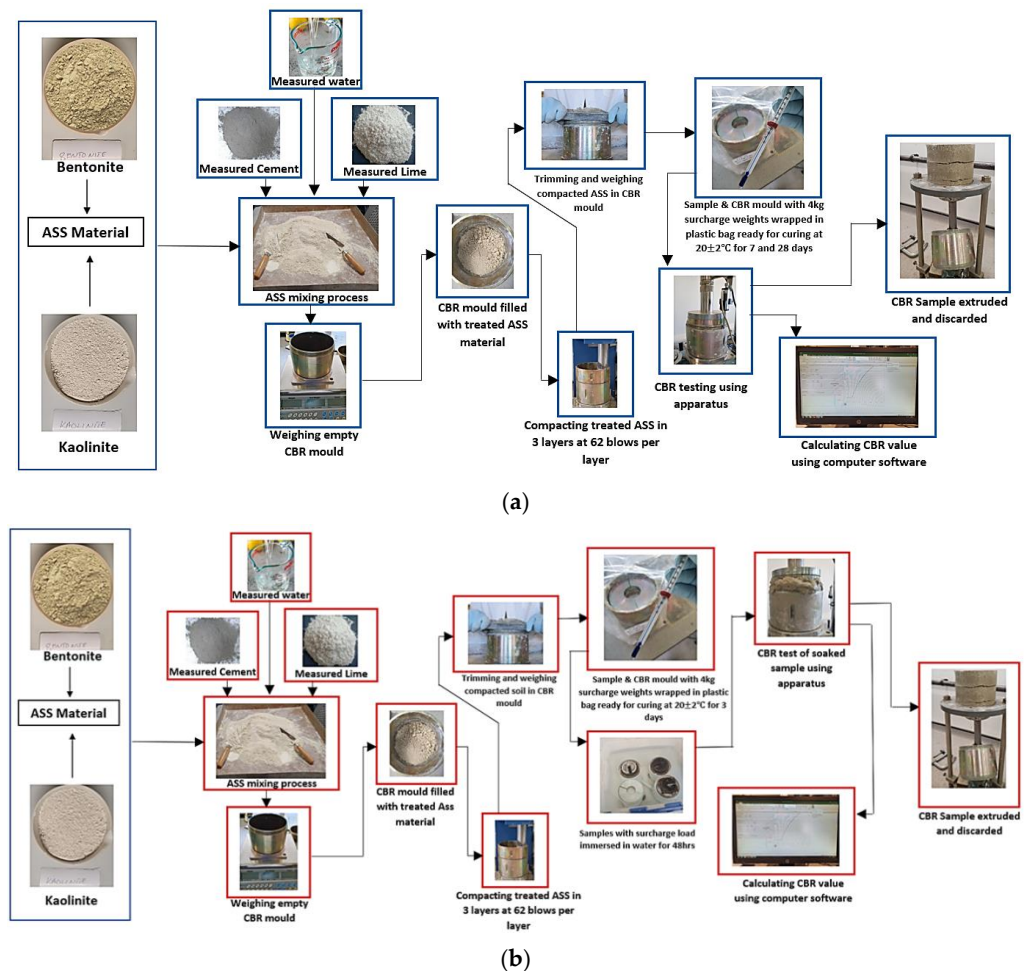 BENTONITE
Bentonite
ASS Material
KAOLINITE
Kaolinite
Measured water
Measured Cement
Measured Lime
ASS mixing process
Weighing empty
CBR mould
CBR mould filled
with treated ASS
material
Compacting treated ASS in
3 layers at 62 blows per
layer
Trimming and weighing
compacted ASS in CBR
mould
Sample & CBR mould with 4kg
surcharge weights wrapped in
plastic bag ready for curing at
20±2°C for 7 and 28 days
CBR testing using
apparatus
CBR Sample extruded
and discarded
Calculating CBR value
using computer software
(a)
BENTONITE
Bentonite
ASS Material
KAOLINITE
Kaolinite
Measured water
Measured Cement
Measured Lime
ASS mixing process
Weighing empty
CBR mould
CBR mould filled
with treated Ass
material
Compacting treated ASS in
3 layers at 62 blows per
layer
Trimming and weighing
compacted soil in CBR
mould
Sample & CBR mould with 4kg
surcharge weights wrapped in plastic
bag ready for curing at 20±2°C for 3
days
Samples with surcharge load
immersed in water for 48hrs
CBR test of soaked
sample using
apparatus
Calculating CBR value
using computer software
CBR Sample extruded
and discarded
(b)